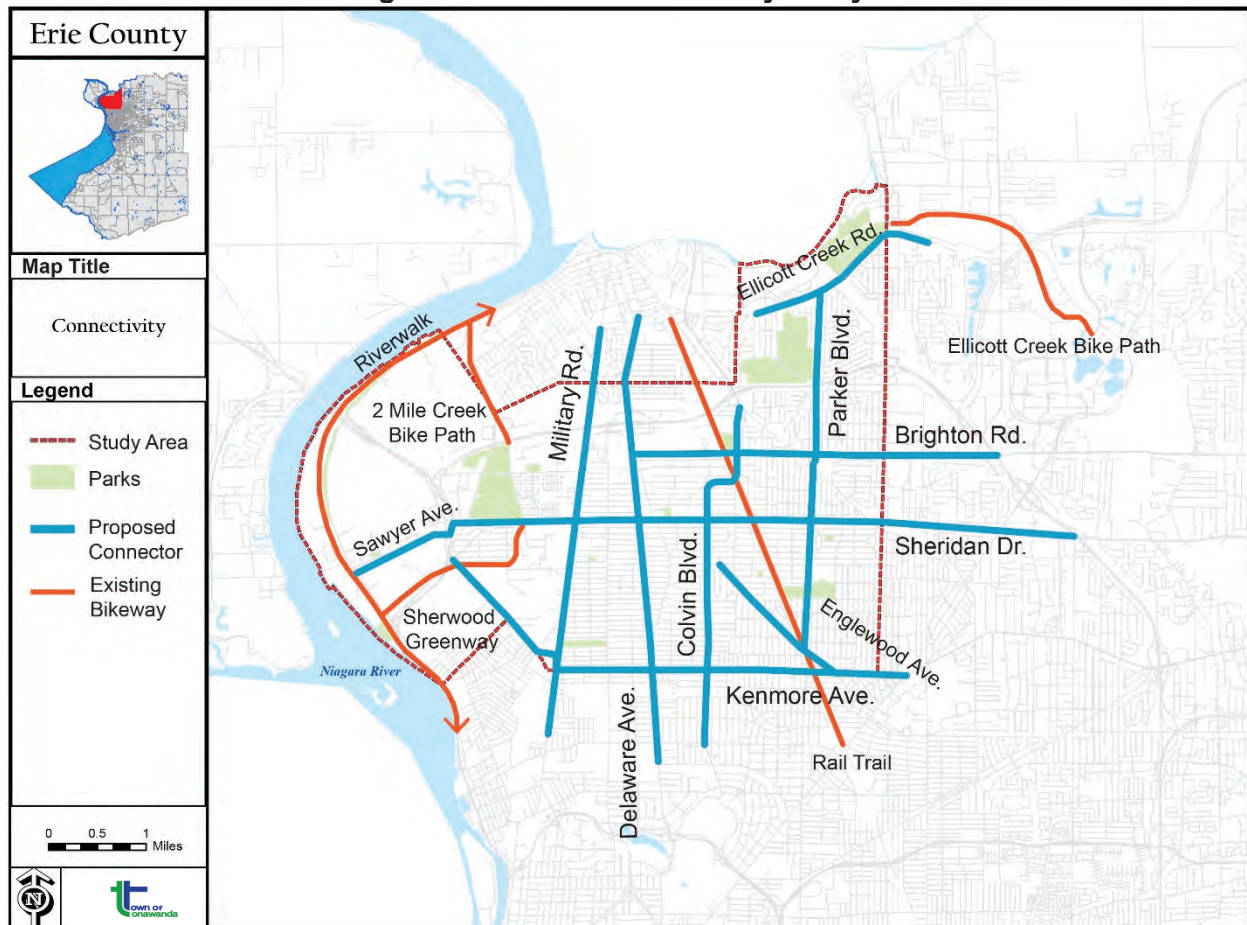 Erie County
Map Title
Connectivity
Legend
Study Area
Parks
Proposed
Connector
Existing
Bikeway
0 0.5 1
Miles
N
town of
tonawanda
Riverwalk
2 Mile Creek
Bike Path
Military Rd.
Ellicott Creek Rd.
Parker Blvd.
Ellicott Creek Bike Path
Brighton Rd.
Sawyer Ave.
Sheridan Dr.
Colvin Blvd.
Sherwood
Greenway
Englewood Ave.
Niagara River
Kenmore Ave.
Delaware Ave.
Rail Trail